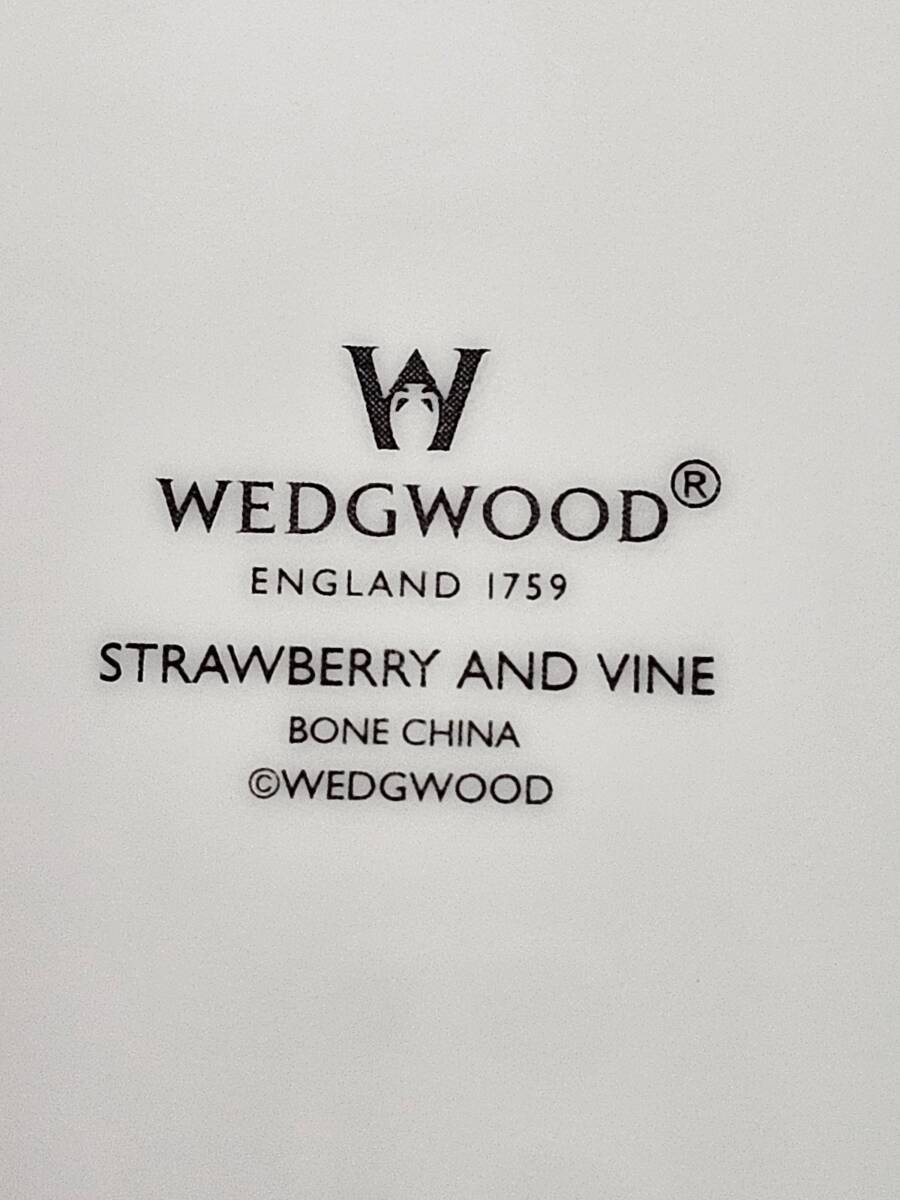 W
WEDGWOOD®
ENGLAND 1759
STRAWBERRY AND VINE
BONE CHINA
©WEDGWOOD